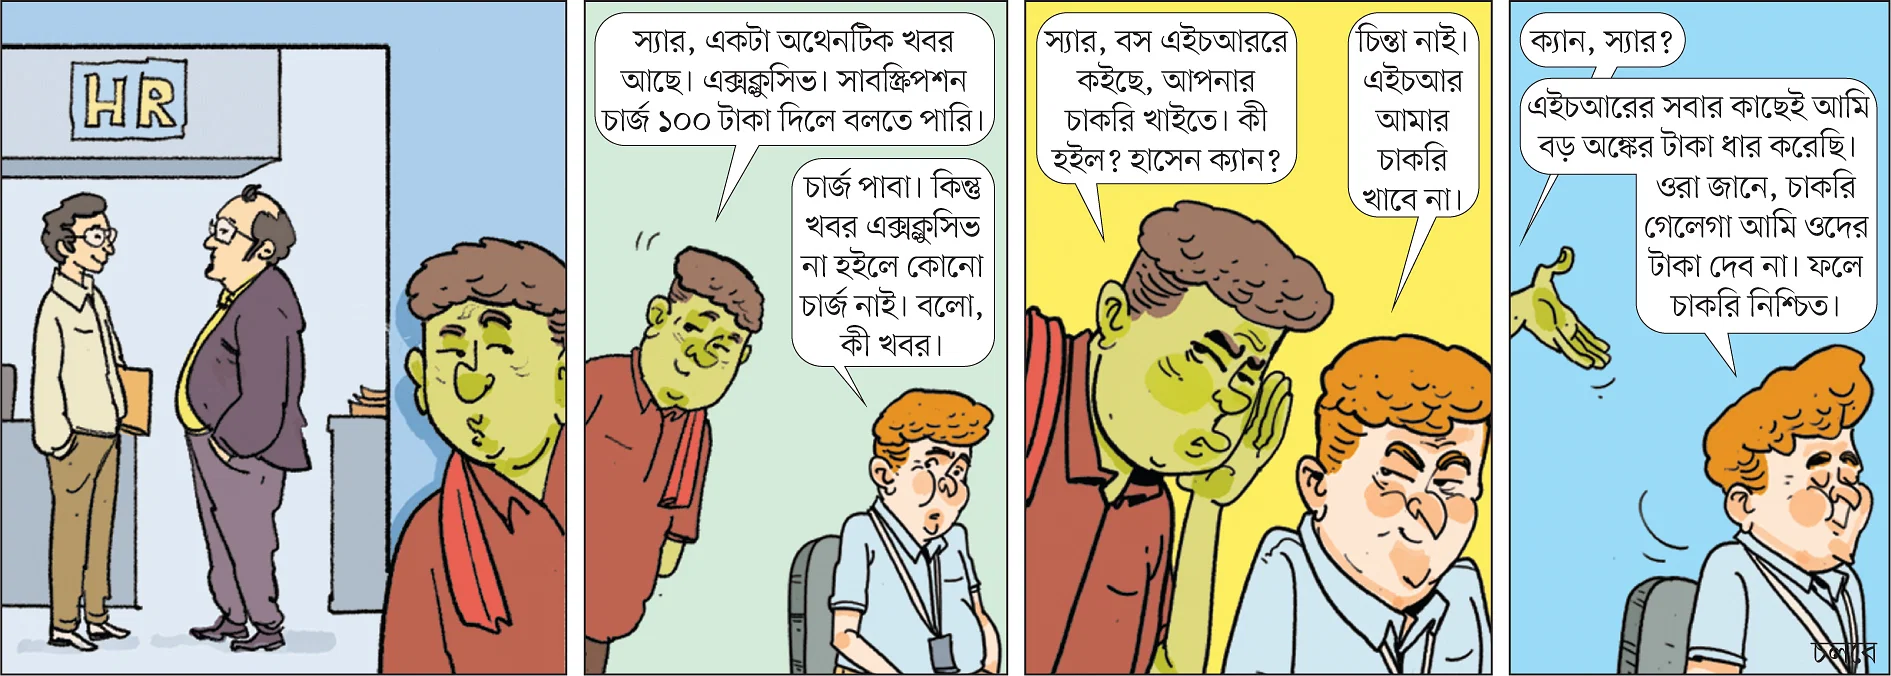 HR
স্যার, একটা অথেনটিক খবর
আছে। এক্সক্লুসিভ। সাবস্ক্রিপশন
চার্জ ১০০ টাকা দিলে বলতে পারি।
চার্জ পাবা। কিন্তু
খবর এক্সক্লুসিভ
না হইলে কোনো
চার্জ নাই। বলো,
কী খবর।
স্যার, বস এইচআররে
কইছে, আপনার
চাকরি খাইতে। কী
হইল? হাসেন ক্যান?
চিন্তা নাই।
এইচআর
আমার
চাকরি
খাবে না।
ক্যান, স্যার?
এইচআরের সবার কাছেই আমি
বড় অঙ্কের টাকা ধার করেছি।
ওরা জানে, চাকরি
গেলেগা আমি ওদের
টাকা দেব না। ফলে
চাকরি নিশ্চিত।
চলবে